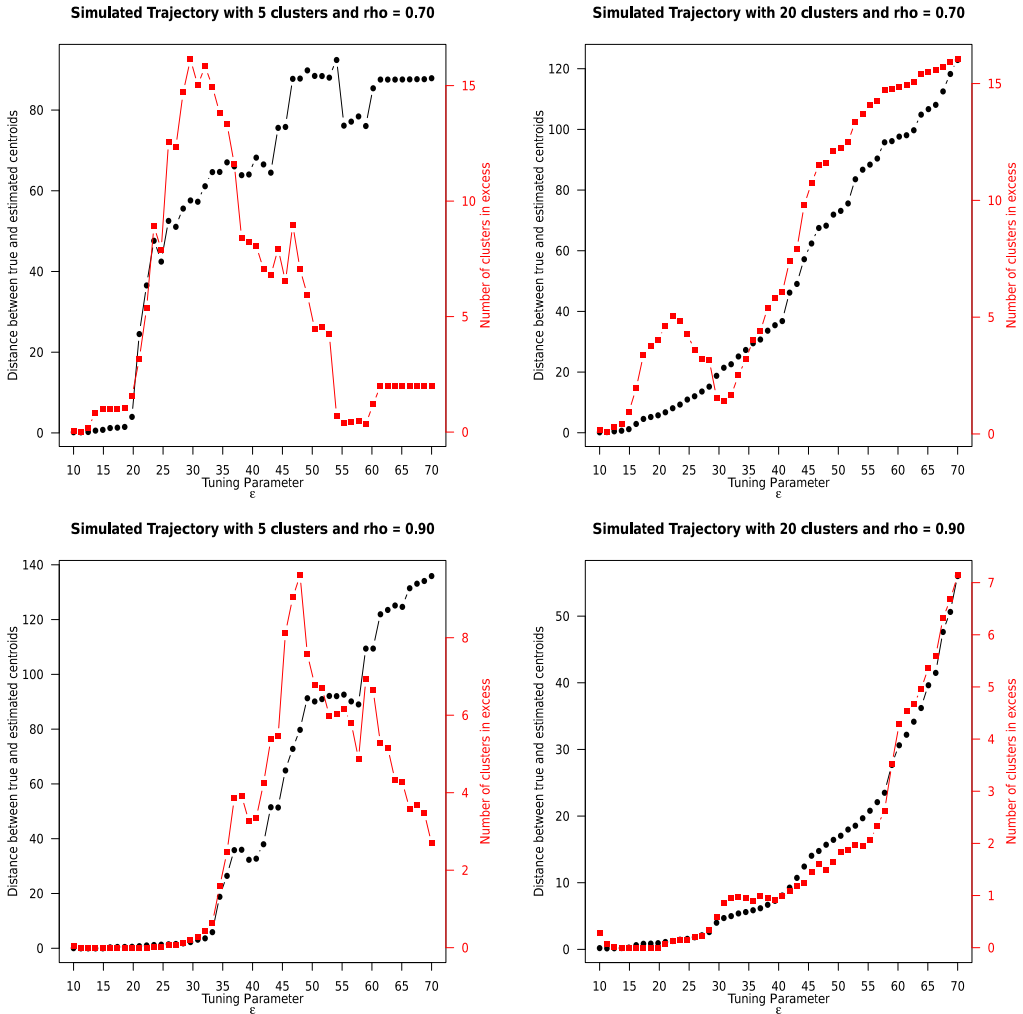 Simulated Trajectory with 5 clusters and rho = 0.70
Distance between true and estimated centroids
80
60
40
20
0
15
10
5
0
Number of clusters in excess
10 15 20 25 30 35 40 45 50 55 60 65 70
Tuning Parameter
ε
Simulated Trajectory with 20 clusters and rho = 0.70
Distance between true and estimated centroids
120
100
80
60
40
20
0
15
10
5
0
Number of clusters in excess
10 15 20 25 30 35 40 45 50 55 60 65 70
Tuning Parameter
ε
Simulated Trajectory with 5 clusters and rho = 0.90
Distance between true and estimated centroids
140
120
100
80
60
40
20
0
8
6
4
2
0
Number of clusters in excess
10 15 20 25 30 35 40 45 50 55 60 65 70
Tuning Parameter
ε
Simulated Trajectory with 20 clusters and rho = 0.90
Distance between true and estimated centroids
50
40
30
20
10
0
7
6
5
4
3
2
1
0
Number of clusters in excess
10 15 20 25 30 35 40 45 50 55 60 65 70
Tuning Parameter
ε